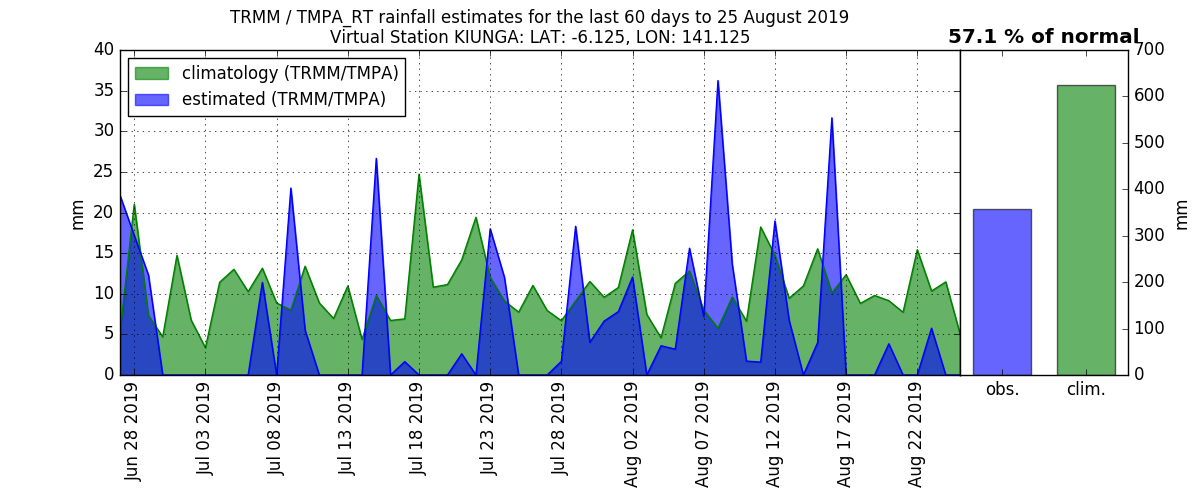 TRMM / TMPA_RT rainfall estimates for the last 60 days to 25 August 2019
Virtual Station KIUNGA: LAT: -6.125, LON: 141.125
57.1 % of normal
climatology (TRMM/TMPA)
estimated (TRMM/TMPA)
mm
40
35
30
25
20
15
10
5
0
Jun 28 2019
Jul 03 2019
Jul 08 2019
Jul 13 2019
Jul 18 2019
Jul 23 2019
Jul 28 2019
Aug 02 2019
Aug 07 2019
Aug 12 2019
Aug 17 2019
Aug 22 2019
obs.
clim.
700
600
500
400
300
200
100
0
mm